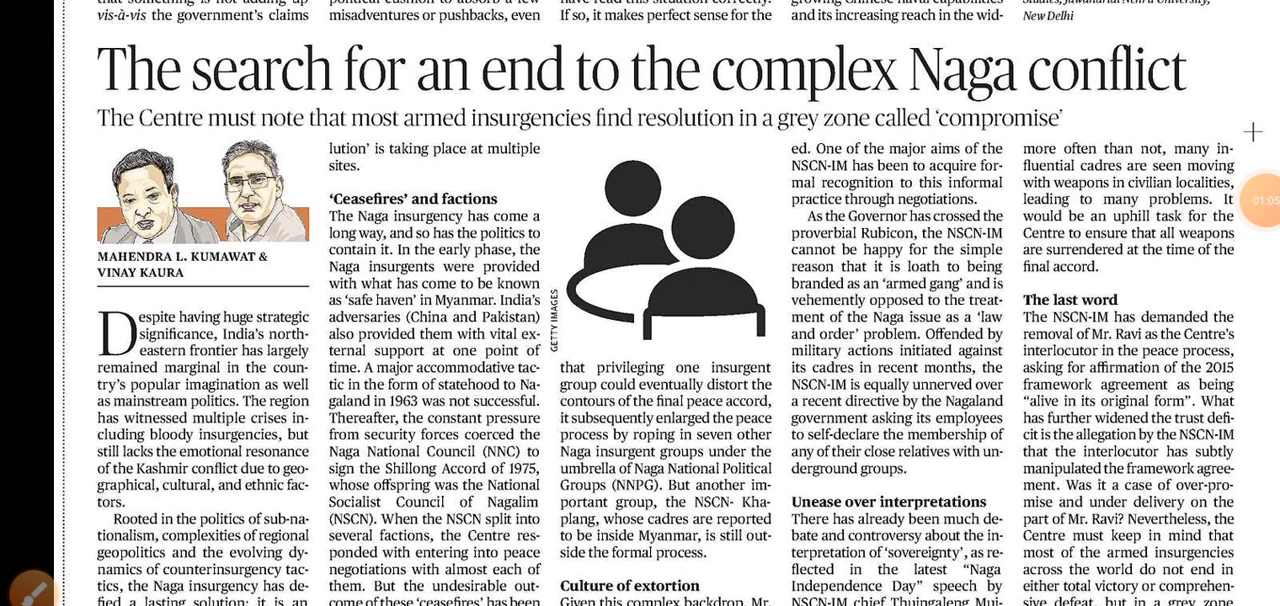 that something is not adding up
vis-à-vis the government's claims
misadventures or pushbacks, even
have read this situation correctly.
If so, it makes perfect sense for the
growing Chinese naval capabilities
and its increasing reach in the wid-
Studies, Jawaharlal Nehru University,
New Delhi
The search for an end to the complex Naga conflict
The Centre must note that most armed insurgencies find resolution in a grey zone called ‘compromise’
MAHENDRA L. KUMAWAT &
VINAY KAURA
Despite having huge strategic
significance, India's north-
eastern frontier has largely
remained marginal in the coun-
try's popular imagination as well
as mainstream politics. The region
has witnessed multiple crises in-
cluding bloody insurgencies, but
still lacks the emotional resonance
of the Kashmir conflict due to geo-
graphical, cultural, and ethnic fac-
tors.
Rooted in the politics of sub-na-
tionalism, complexities of regional
geopolitics and the evolving dy-
namics of counterinsurgency tac-
tics, the Naga insurgency has de-
fied a lasting solution; it is an
lution’ is taking place at multiple
sites.
‘Ceasefires’ and factions
The Naga insurgency has come a
long way, and so has the politics to
contain it. In the early phase, the
Naga insurgents were provided
with what has come to be known
as ‘safe haven’ in Myanmar. India's
adversaries (China and Pakistan)
also provided them with vital ex-
ternal support at one point of
time. A major accommodative tac-
tic in the form of statehood to Na-
galand in 1963 was not successful.
Thereafter, the constant pressure
from security forces coerced the
Naga National Council (NNC) to
sign the Shillong Accord of 1975,
whose offspring was the National
Socialist Council of Nagalim
(NSCN). When the NSCN split into
several factions, the Centre res-
ponded with entering into peace
negotiations with almost each of
them. But the undesirable out-
come of these ‘ceasefires’ has been
GETTY IMAGES
that privileging one insurgent
group could eventually distort the
contours of the final peace accord,
it subsequently enlarged the peace
process by roping in seven other
Naga insurgent groups under the
umbrella of Naga National Political
Groups (NNPG). But another im-
portant group, the NSCN- Kha-
plang, whose cadres are reported
to be inside Myanmar, is still out-
side the formal process.
Culture of extortion
Given this complex backdrop, Mr.
ed. One of the major aims of the
NSCN-IM has been to acquire for-
mal recognition to this informal
practice through negotiations.
As the Governor has crossed the
proverbial Rubicon, the NSCN-IM
cannot be happy for the simple
reason that it is loath to being
branded as an ‘armed gang’ and is
vehemently opposed to the treat-
ment of the Naga issue as a ‘law
and order’ problem. Offended by
military actions initiated against
its cadres in recent months, the
NSCN-IM is equally unnerved over
a recent directive by the Nagaland
government asking its employees
to self-declare the membership of
any of their close relatives with un-
derground groups.
Unease over interpretations
There has already been much de-
bate and controversy about the in-
terpretation of ‘sovereignty’, as re-
flected in the latest “Naga
Independence Day” speech by
NSCN-IM chief Thuingaleng Mui-
more often than not, many in-
fluential cadres are seen moving
with weapons in civilian localities,
leading to many problems. It
would be an uphill task for the
Centre to ensure that all weapons
are surrendered at the time of the
final accord.
The last word
The NSCN-IM has demanded the
removal of Mr. Ravi as the Centre's
interlocutor in the peace process,
asking for affirmation of the 2015
framework agreement as being
“alive in its original form”. What
has further widened the trust defi-
cit is the allegation by the NSCN-IM
that the interlocutor has subtly
manipulated the framework agree-
ment. Was it a case of over-pro-
mise and under delivery on the
part of Mr. Ravi? Nevertheless, the
Centre must keep in mind that
most of the armed insurgencies
across the world do not end in
either total victory or comprehen-
sive defeat, but in a grey zone
01:05